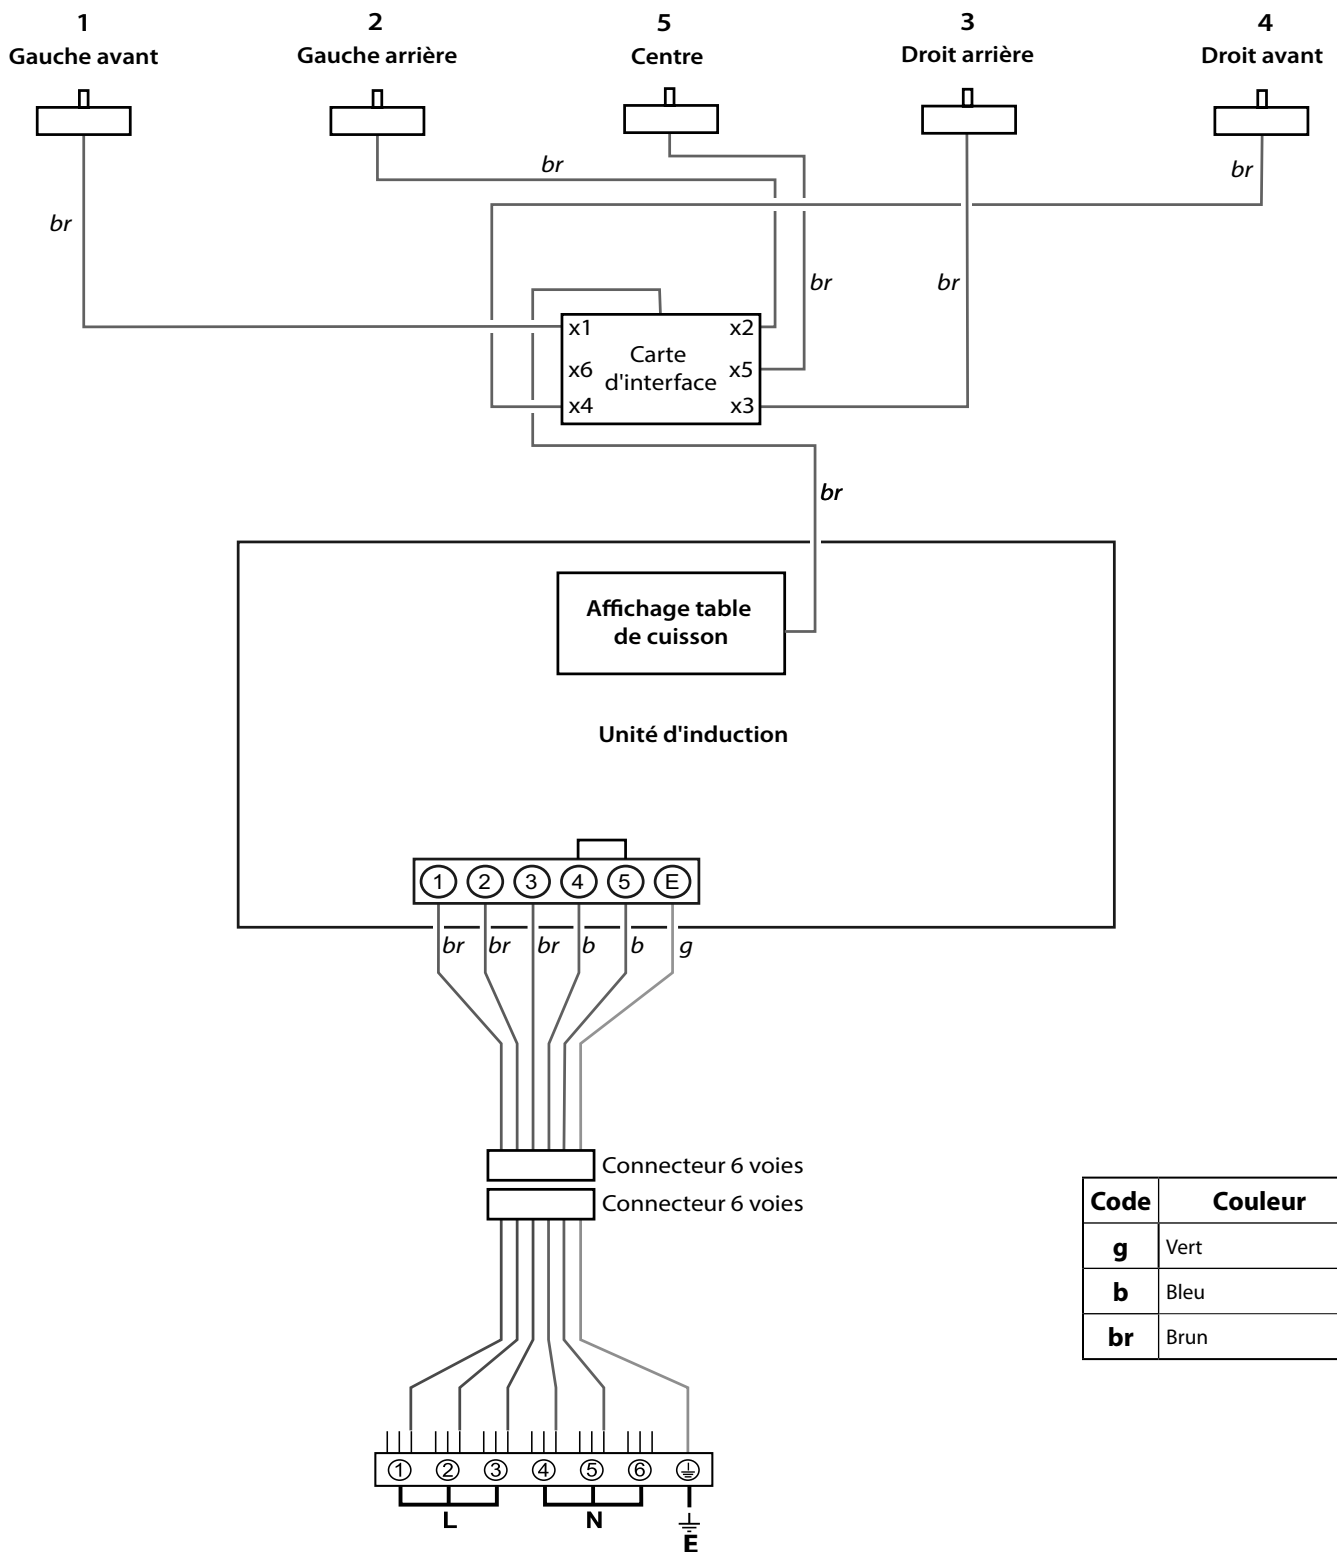 1
Gauche avant
2
Gauche arrière
5
Centre
3
Droit arrière
4
Droit avant
br
br
br
br
br
x1
x2
x6
x5
x4
x3
Carte
d'interface
br
Affichage table
de cuisson
Unité d'induction
1 2 3 4 5 E
br br br b b g
Connecteur 6 voies
Connecteur 6 voies
Code Couleur
g Vert
b Bleu
br Brun
1 2 3 4 5 6
L N E